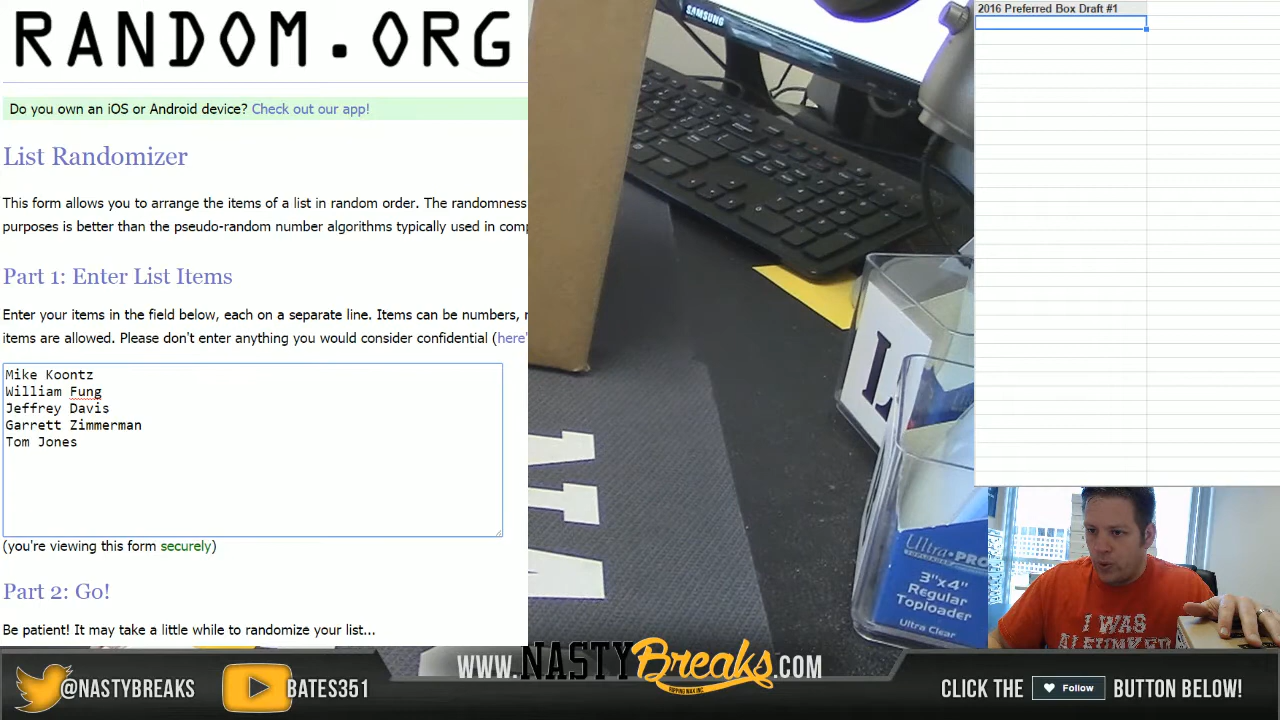 RANDOM.ORG
Do you own an iOS or Android device? Check out our app!
List Randomizer
This form allows you to arrange the items of a list in random order. The randomness
purposes is better than the pseudo-random number algorithms typically used in com
Part 1: Enter List Items
Enter your items in the field below, each on a separate line. Items can be numbers,
items are allowed. Please don't enter anything you would consider confidential (here'
Mike Koontz
William Fung
Jeffrey Davis
Garrett Zimmerman
Tom Jones
(you're viewing this form securely)
Part 2: Go!
Be patient! It may take a little while to randomize your list...
SAMSUNG
L
2016 Preferred Box Draft #1
Ultra PRO
3"x4"
Regular
Toploader
Ultra Clear
I WAS
@NASTYBREAKS
BATES351
WWW.NASTYBreaks.COM
RIPPING WAX INC.
CLICK THE Follow BUTTON BELOW!